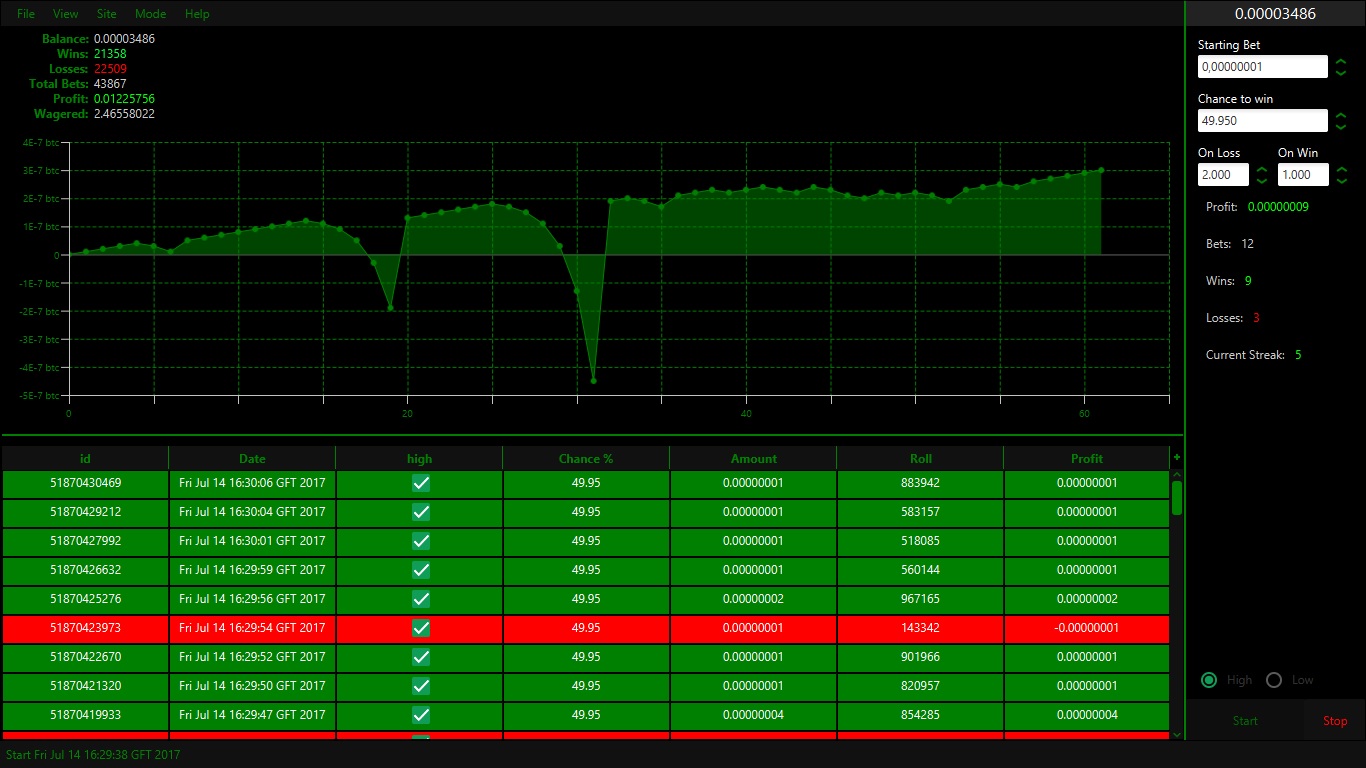 File View Site Mode Help
0.00003486
Balance: 0.00003486
Wins: 21358
Losses: 22509
Total Bets: 43867
Profit: 0.01225756
Wagered: 2.46558022
4E-7 btc
3E-7 btc
2E-7 btc
1E-7 btc
0
-1E-7 btc
-2E-7 btc
-3E-7 btc
-4E-7 btc
-5E-7 btc
0 20 40 60
Starting Bet
0,00000001
Chance to win
49.950
On Loss On Win
2.000 1.000
Profit: 0.00000009
Bets: 12
Wins: 9
Losses: 3
Current Streak: 5
id Date high Chance % Amount Roll Profit +
51870430469 Fri Jul 14 16:30:06 GFT 2017 49.95 0.00000001 883942 0.00000001
51870429212 Fri Jul 14 16:30:04 GFT 2017 49.95 0.00000001 583157 0.00000001
51870427992 Fri Jul 14 16:30:01 GFT 2017 49.95 0.00000001 518085 0.00000001
51870426632 Fri Jul 14 16:29:59 GFT 2017 49.95 0.00000001 560144 0.00000001
51870425276 Fri Jul 14 16:29:56 GFT 2017 49.95 0.00000002 967165 0.00000002
51870423973 Fri Jul 14 16:29:54 GFT 2017 49.95 0.00000001 143342 -0.00000001
51870422670 Fri Jul 14 16:29:52 GFT 2017 49.95 0.00000001 901966 0.00000001
51870421320 Fri Jul 14 16:29:50 GFT 2017 49.95 0.00000001 820957 0.00000001
51870419933 Fri Jul 14 16:29:47 GFT 2017 49.95 0.00000004 854285 0.00000004
High Low
Start Stop
Start Fri Jul 14 16:29:38 GFT 2017